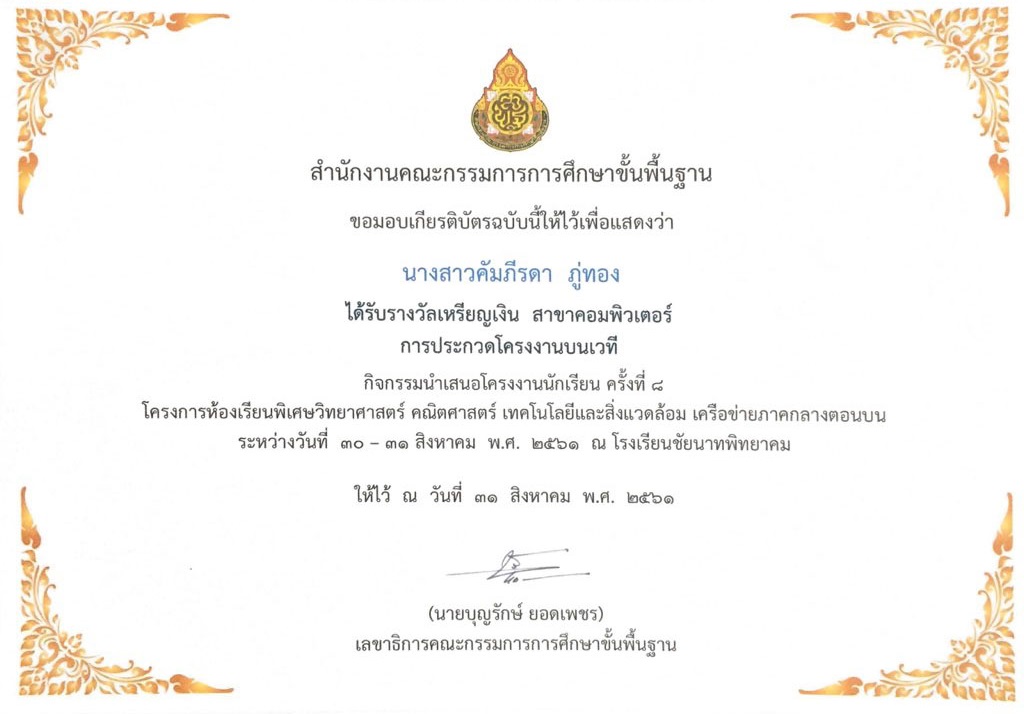 สำนักงานคณะกรรมการการศึกษาขั้นพื้นฐาน
ขอมอบเกียรติบัตรฉบับนี้ให้ไว้เพื่อแสดงว่า
นางสาวคัมภีรดา ภู่ทอง
ได้รับรางวัลเหรียญเงิน สาขาคอมพิวเตอร์
การประกวดโครงงานบนเวที
กิจกรรมนำเสนอโครงงานนักเรียน ครั้งที่ ๘
โครงการห้องเรียนพิเศษวิทยาศาสตร์ คณิตศาสตร์ เทคโนโลยีและสิ่งแวดล้อม เครือข่ายภาคกลางตอนบน
ระหว่างวันที่ ๓๐ – ๓๑ สิงหาคม พ.ศ. ๒๕๖๑ ณ โรงเรียนชัยนาทพิทยาคม
ให้ไว้ ณ วันที่ ๓๑ สิงหาคม พ.ศ. ๒๕๖๑
(นายบุญรักษ์ ยอดเพชร)
เลขาธิการคณะกรรมการการศึกษาขั้นพื้นฐาน